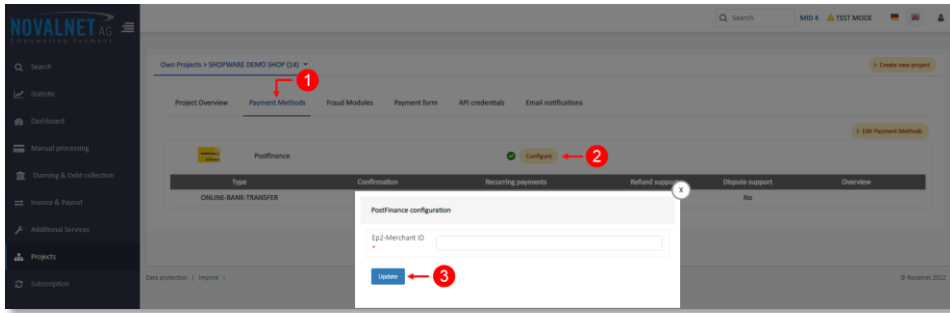 NOVALNET AG
Empowering Payment
Search
MID 4
TEST MODE
Search
Statistic
Dashboard
Manual processing
Dunning & Debt collection
Invoice & Payout
Additional Services
Projects
Subscription
Own Projects > SHOPWARE DEMO SHOP (14)
> Create new project
1
Project Overview
Payment Methods
Fraud Modules
Payment form
API credentials
Email notifications
> Edit Payment Methods
Postfinance
Configure
2
Type
Confirmation
Recurring payments
Refund support
Dispute support
Overview
ONLINE-BANK-TRANSFER
No
X
PostFinance configuration
Ep2-Merchant ID
*
Update
3
Data protection | Imprint |
© Novalnet 2022